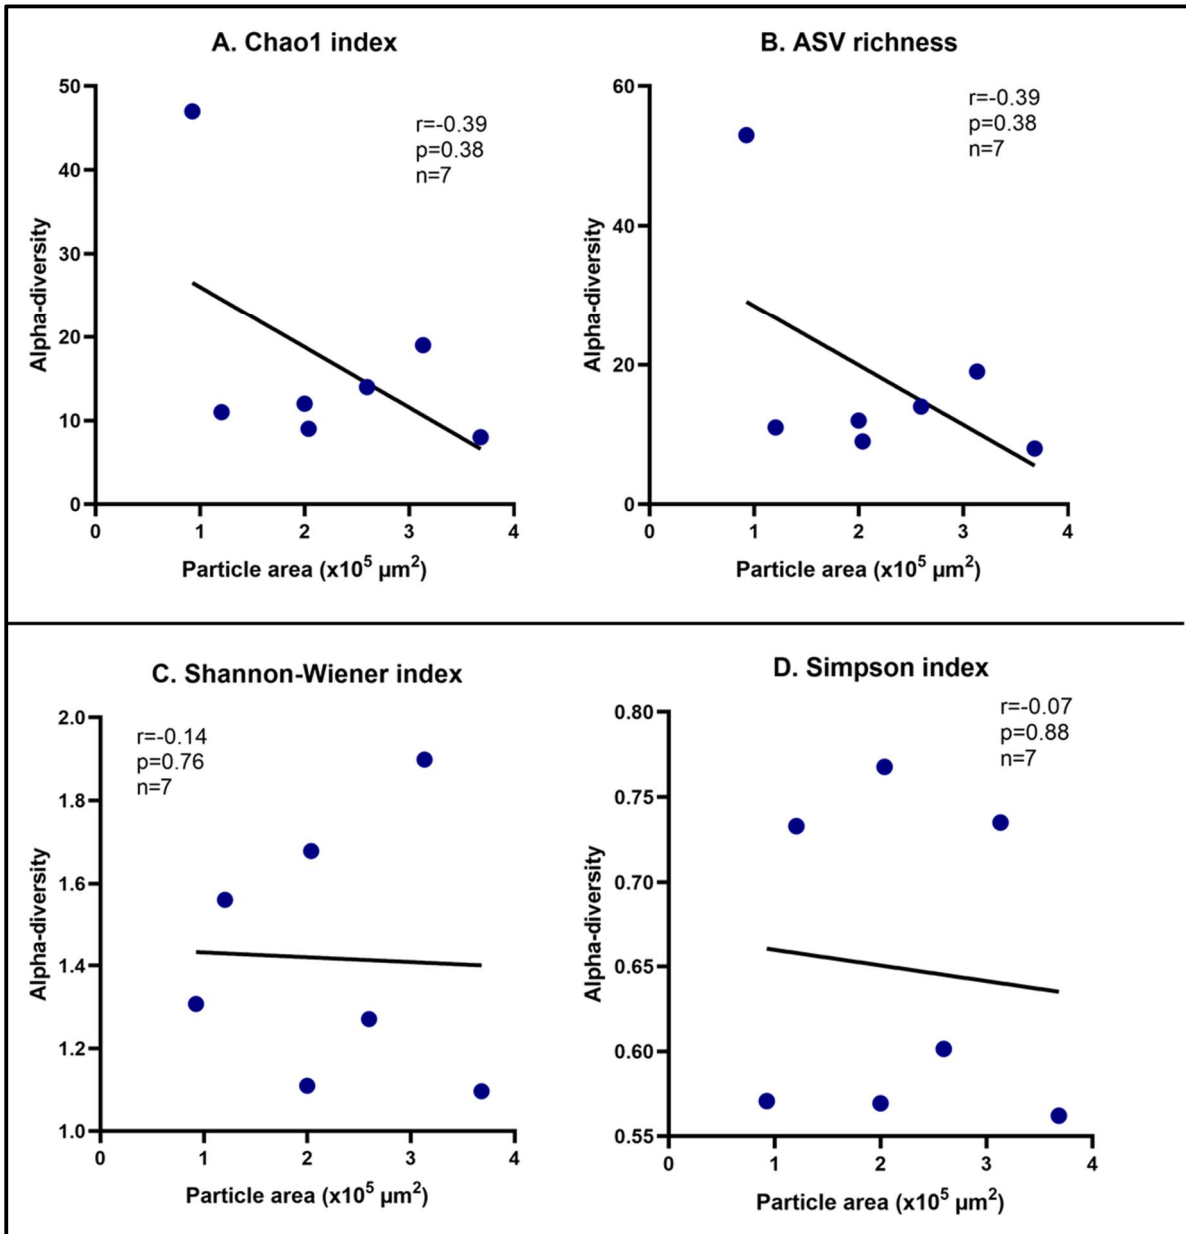 A. Chao1 index
50
40
30
20
10
0
0 1 2 3 4
Alpha-diversity
Particle area (x10⁵ µm²)
r=-0.39
p=0.38
n=7
B. ASV richness
60
40
20
0
0 1 2 3 4
Alpha-diversity
Particle area (x10⁵ µm²)
r=-0.39
p=0.38
n=7
C. Shannon-Wiener index
2.0
1.8
1.6
1.4
1.2
1.0
0 1 2 3 4
Alpha-diversity
Particle area (x10⁵ µm²)
r=-0.14
p=0.76
n=7
D. Simpson index
0.80
0.75
0.70
0.65
0.60
0.55
0 1 2 3 4
Alpha-diversity
Particle area (x10⁵ µm²)
r=-0.07
p=0.88
n=7